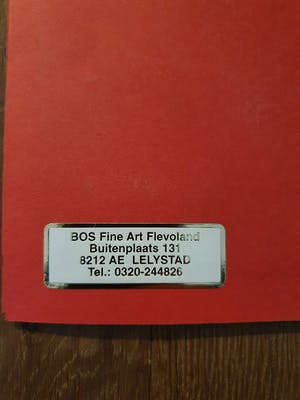 BOS Fine Art Flevoland
Buitenplaats 131
8212 AE LELYSTAD
Tel.: 0320-244826